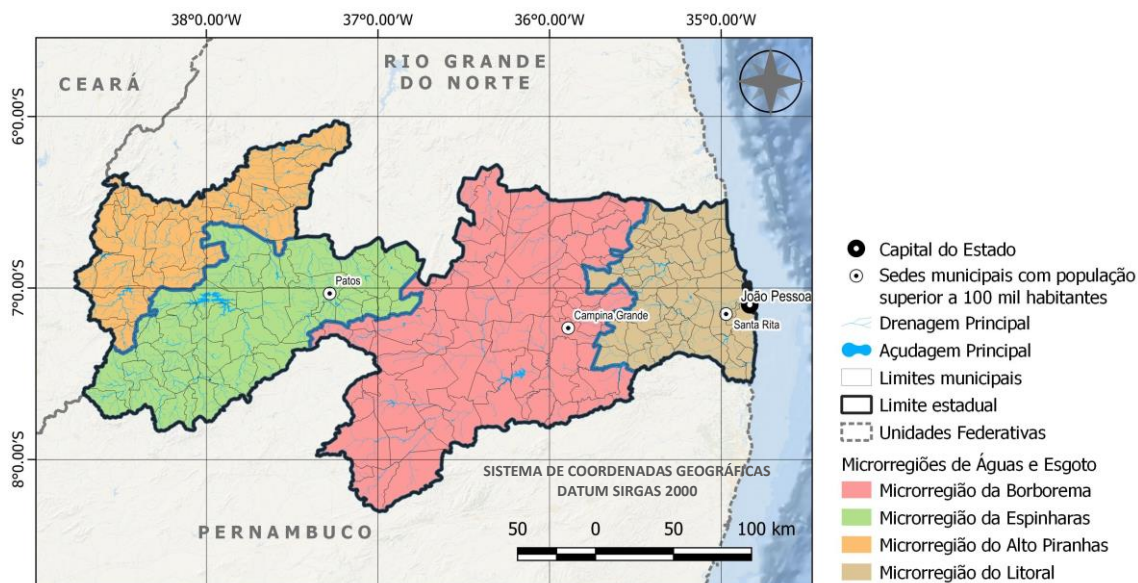 38°0.00'W
37°0.00'W
36°0.00'W
35°0.00'W
CEARÁ
RIO GRANDE
DO NORTE
6°0.00'S
7°0.00'S
8°0.00'S
Patos
Campina Grande
João Pessoa
Santa Rita
SISTEMA DE COORDENADAS GEOGRÁFICAS
DATUM SIRGAS 2000
PERNAMBUCO
50 0 50 100 km
Capital do Estado
Sedes municipais com população
superior a 100 mil habitantes
Drenagem Principal
Açudagem Principal
Limites municipais
Limite estadual
Unidades Federativas
Microrregiões de Águas e Esgoto
Microrregião da Borborema
Microrregião da Espinharas
Microrregião do Alto Piranhas
Microrregião do Litoral